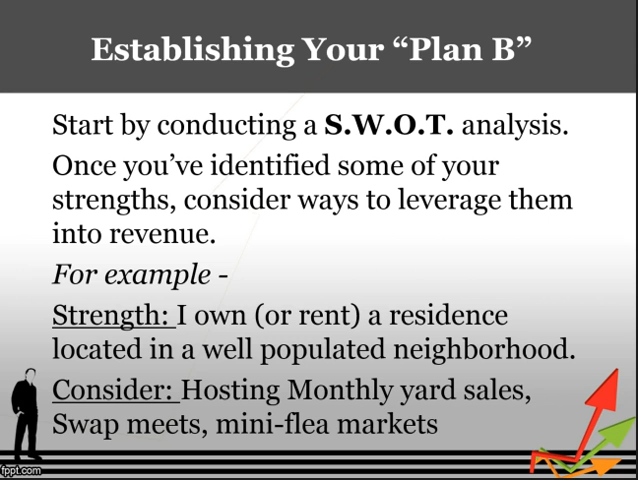 Establishing Your “Plan B”
Start by conducting a S.W.O.T. analysis.
Once you’ve identified some of your
strengths, consider ways to leverage them
into revenue.
For example -
Strength: I own (or rent) a residence
located in a well populated neighborhood.
Consider: Hosting Monthly yard sales,
Swap meets, mini-flea markets
fppt.com